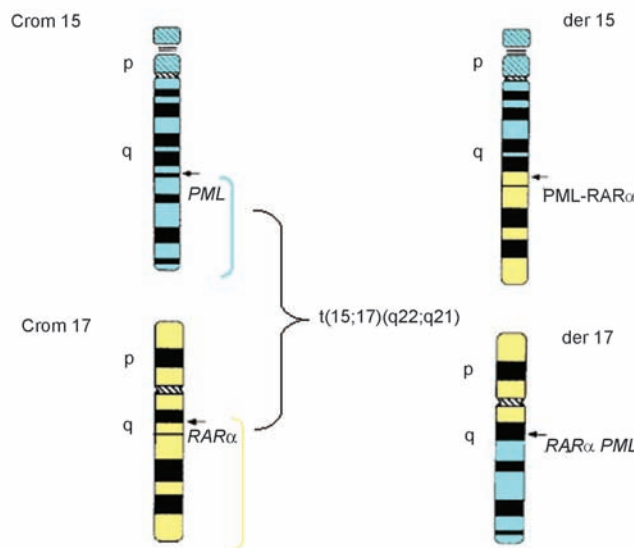 Crom 15
p
q
PML
der 15
p
q
PML-RARα
t(15;17)(q22;q21)
Crom 17
p
q
RARα
der 17
p
q
RARα PML